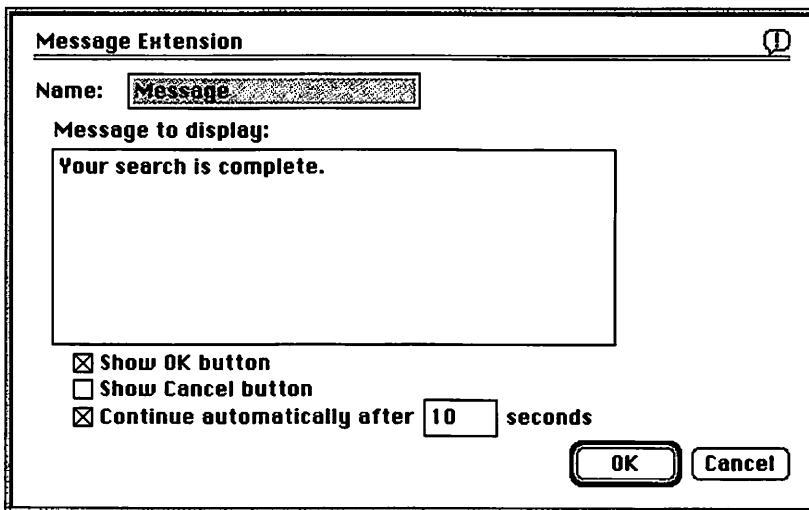 Message Extension
Name: Message
Message to display:
Your search is complete.
Show OK button
Show Cancel button
Continue automatically after 10 seconds
OK Cancel